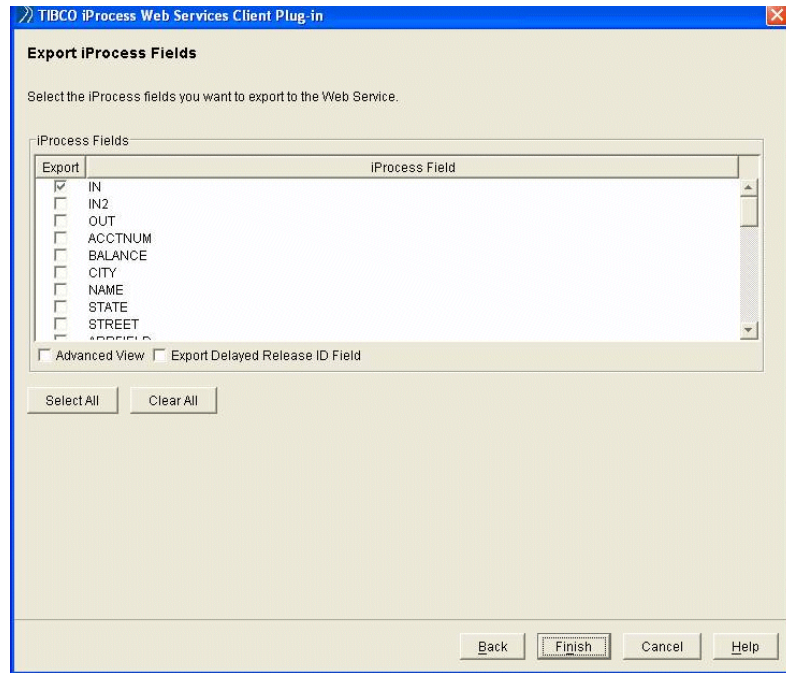 TIBCO iProcess Web Services Client Plug-in
Export iProcess Fields
Select the iProcess fields you want to export to the Web Service.
iProcess Fields
Export iProcess Field
IN
IN2
OUT
ACCTNUM
BALANCE
CITY
NAME
STATE
STREET
Advanced View Export Delayed Release ID Field
Select All Clear All
Back Finish Cancel Help